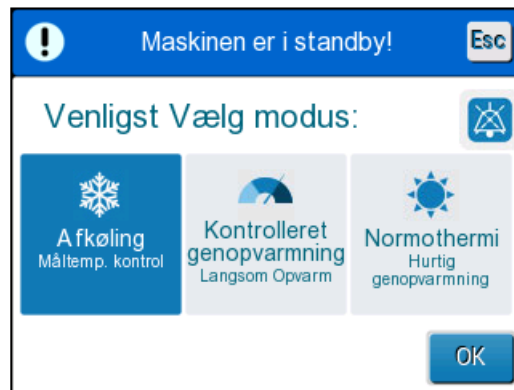 Maskinen er i standby!
Esc
Venligst Vælg modus:
Afkøling
Måltemp. kontrol
Kontrolleret
genopvarmning
Langsom Opvarm
Normothermi
Hurtig
genopvarmning
OK